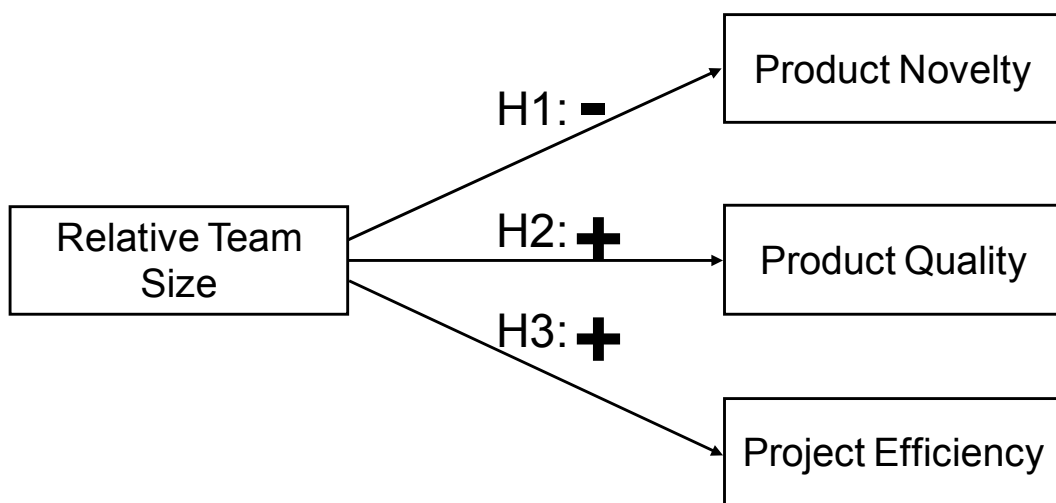 Product Novelty
H1: -
Relative Team
Size
H2: +
Product Quality
H3: +
Project Efficiency